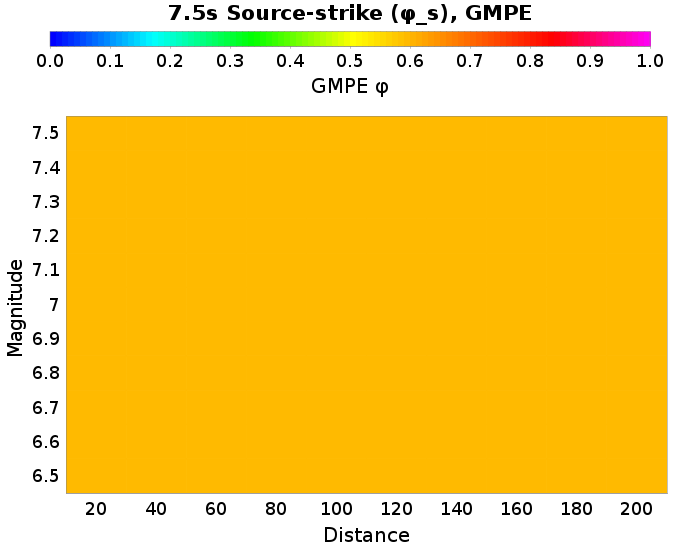 7.5s Source-strike (φ_s), GMPE
0.0 0.1 0.2 0.3 0.4 0.5 0.6 0.7 0.8 0.9 1.0
GMPE φ
7.5
7.4
7.3
7.2
7.1
7
6.9
6.8
6.7
6.6
6.5
Magnitude
20 40 60 80 100 120 140 160 180 200
Distance